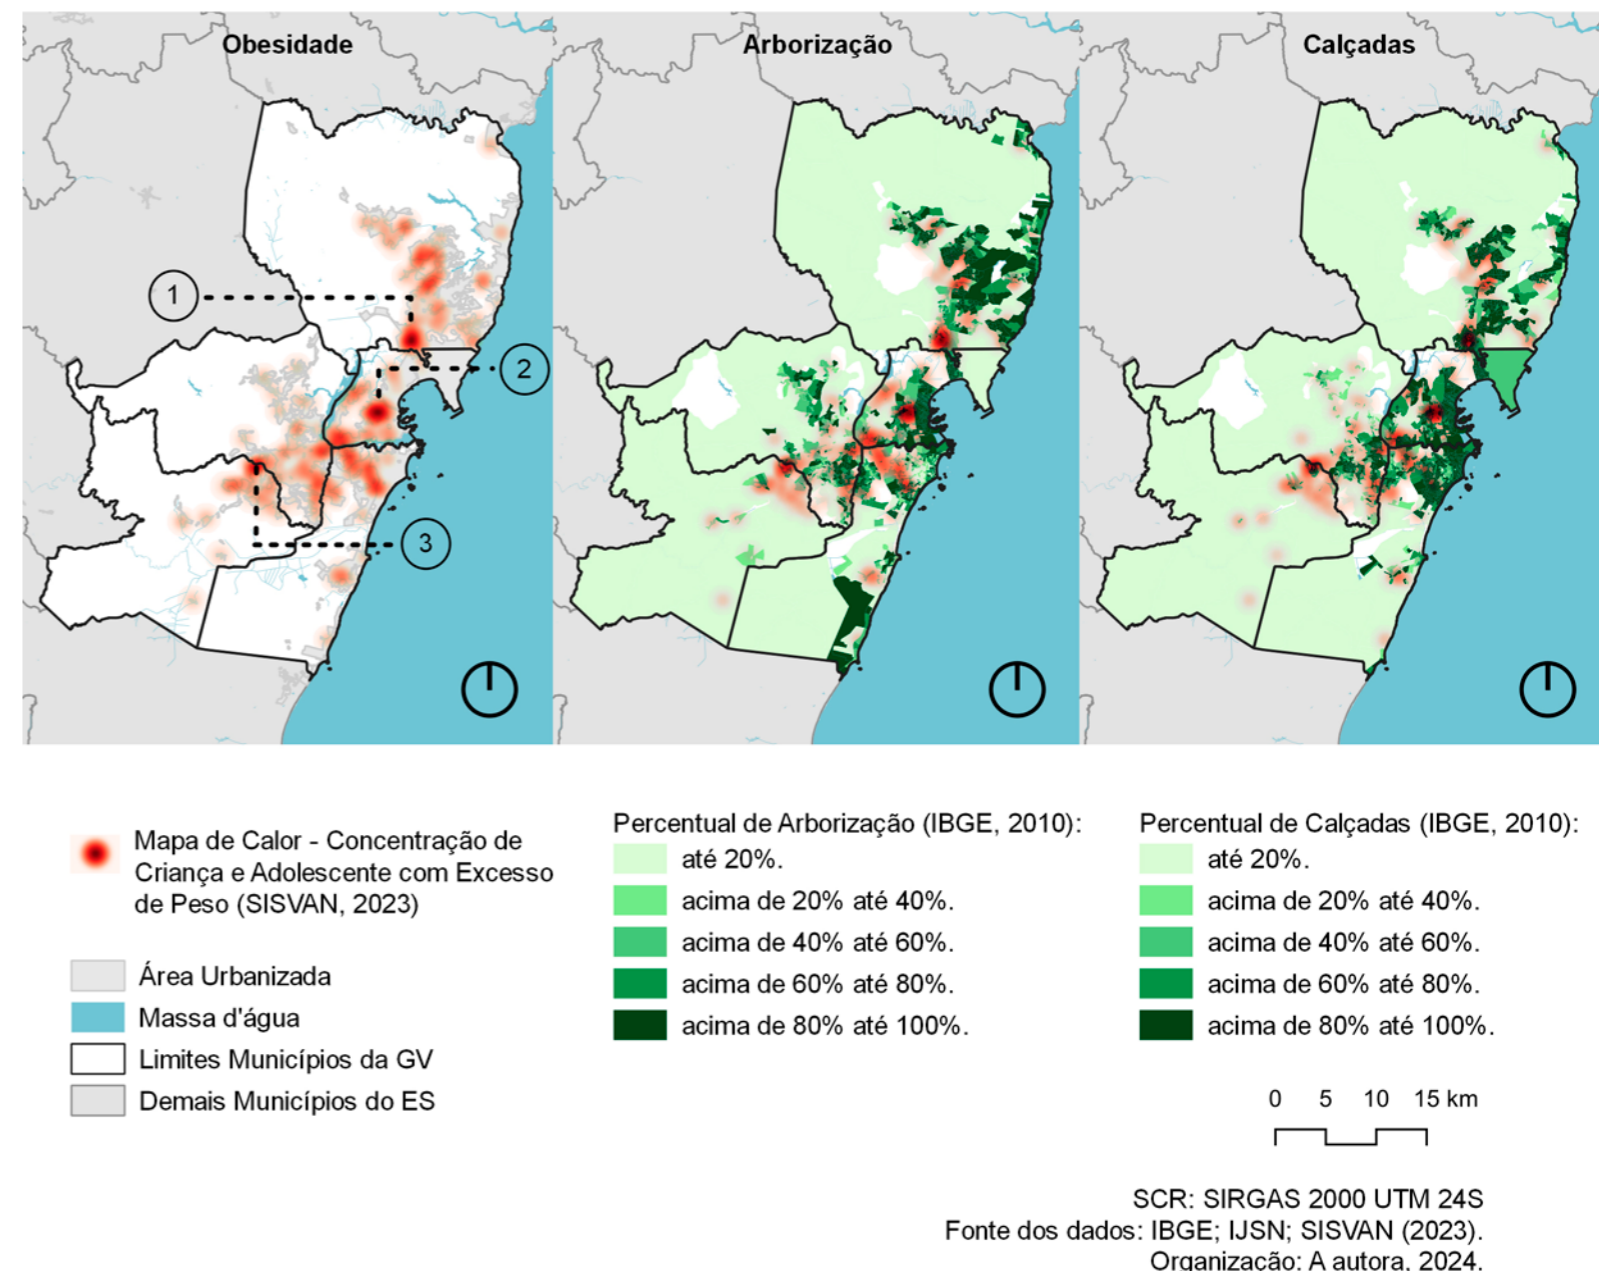 Obesidade
Arborização
Calçadas
1
2
3
Mapa de Calor - Concentração de
Criança e Adolescente com Excesso
de Peso (SISVAN, 2023)
Área Urbanizada
Massa d'água
Limites Municípios da GV
Demais Municípios do ES
Percentual de Arborização (IBGE, 2010):
até 20%.
acima de 20% até 40%.
acima de 40% até 60%.
acima de 60% até 80%.
acima de 80% até 100%.
Percentual de Calçadas (IBGE, 2010):
até 20%.
acima de 20% até 40%.
acima de 40% até 60%.
acima de 60% até 80%.
acima de 80% até 100%.
0 5 10 15 km
SCR: SIRGAS 2000 UTM 24S
Fonte dos dados: IBGE; IJSN; SISVAN (2023).
Organização: A autora, 2024.